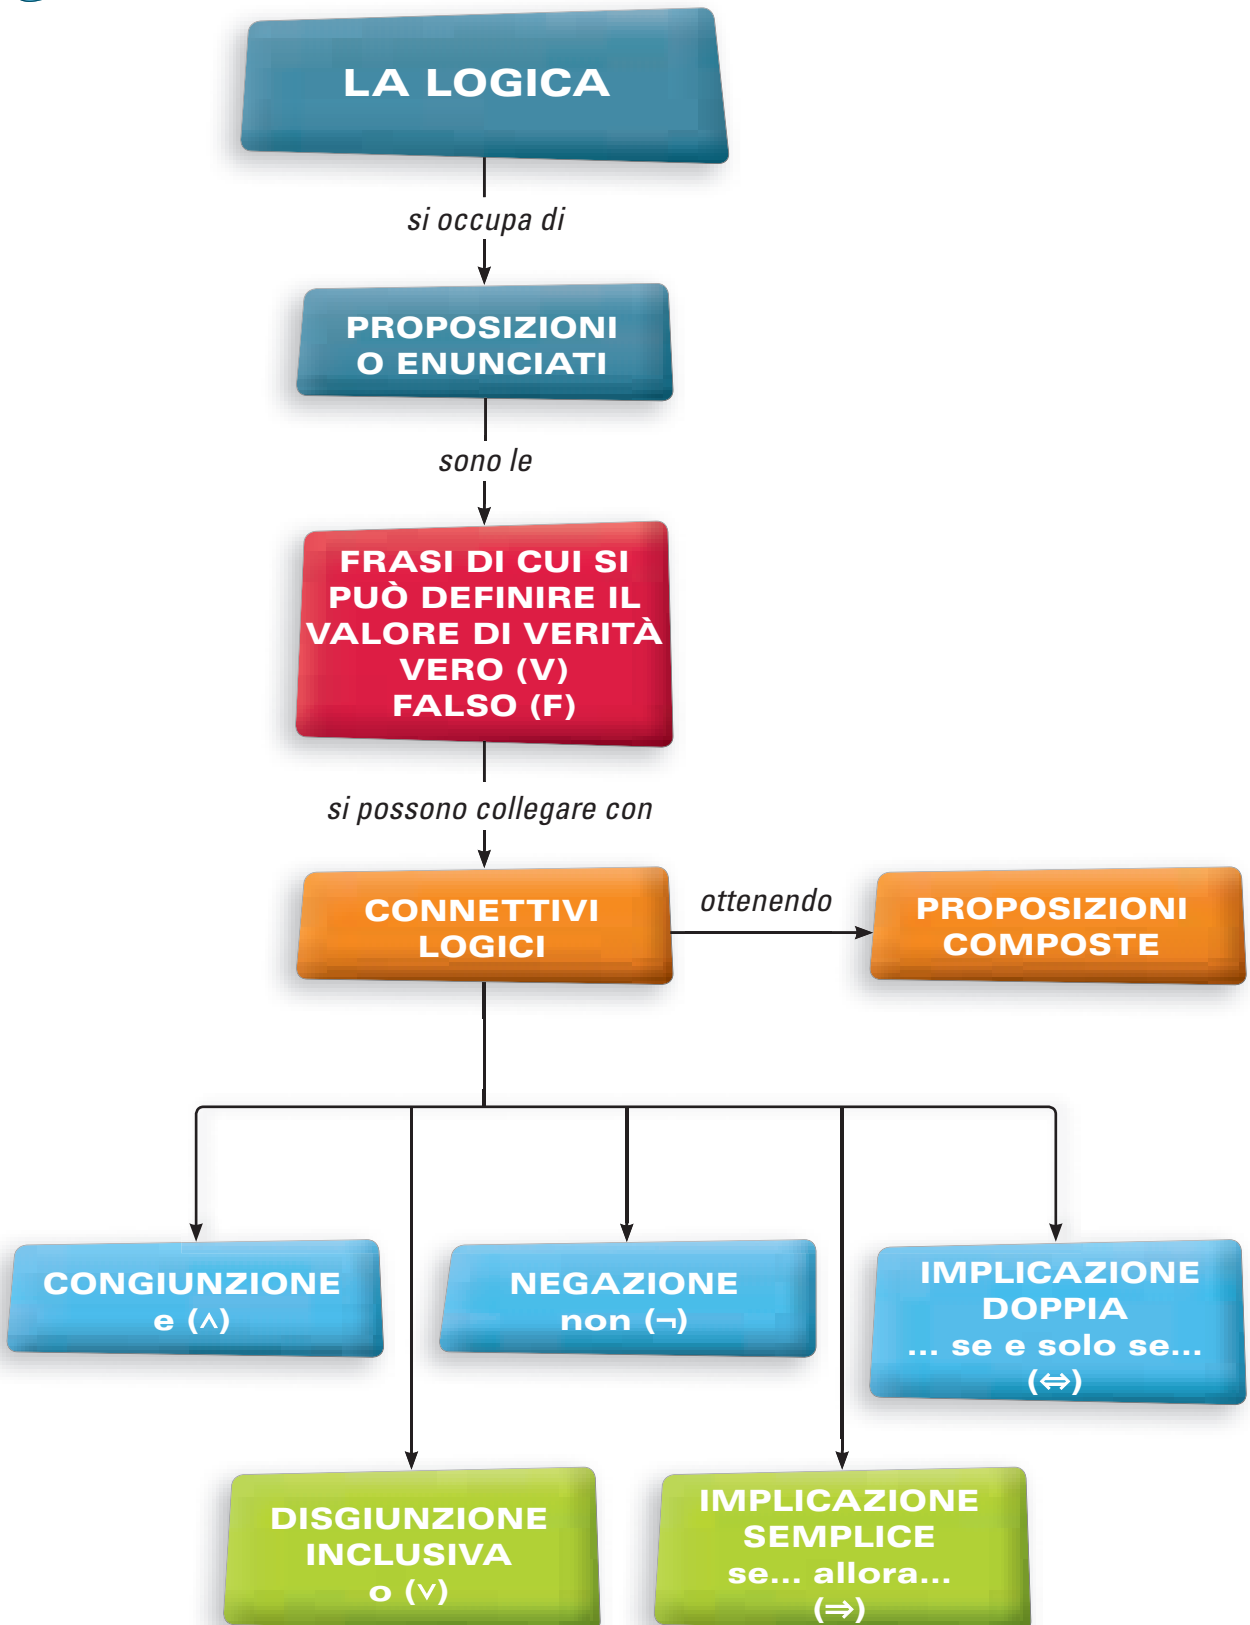 LA LOGICA
si occupa di
PROPOSIZIONI
O ENUNCIATI
sono le
FRASI DI CUI SI
PUÒ DEFINIRE IL
VALORE DI VERITÀ
VERO (V)
FALSO (F)
si possono collegare con
CONNETTIVI
LOGICI
ottenendo
PROPOSIZIONI
COMPOSTE
CONGIUNZIONE
e (∧)
NEGAZIONE
non (¬)
IMPLICAZIONE
DOPPIA
... se e solo se...
(⇔)
DISGIUNZIONE
INCLUSIVA
o (∨)
IMPLICAZIONE
SEMPLICE
se... allora...
(⇒)